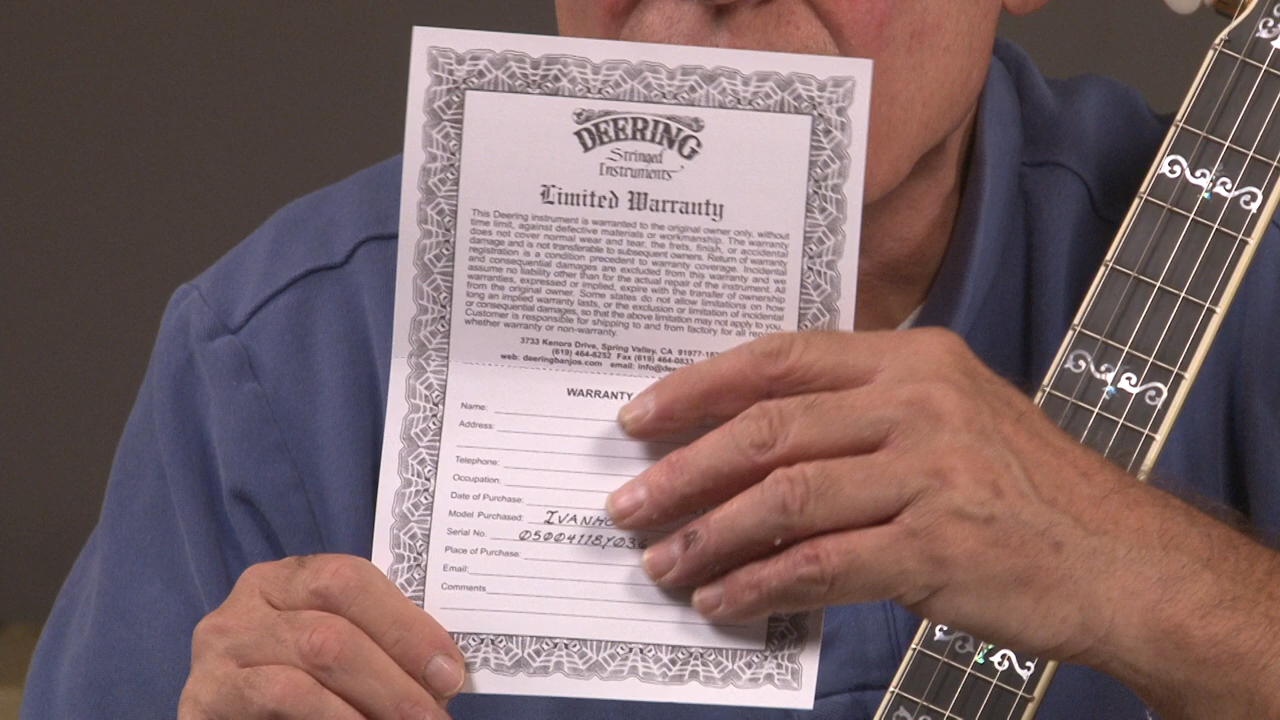 DEERING
Stringed
Instruments
Limited Warranty
This Deering instrument is warranted to the original owner only, without
time limit, against defective materials or workmanship. The warranty
does not cover normal wear and tear, the frets, finish, or accidental
damage and is not transferable to subsequent owners. Return of warranty
registration is a condition precedent to warranty coverage. Incidental
and consequential damages are excluded from this warranty and we
assume no liability other than for the actual repair of the instrument. All
warranties, expressed or implied, expire with the transfer of ownership
from the original owner. Some states do not allow limitations on how
long an implied warranty lasts, or the exclusion or limitation of incidental
or consequential damages, so that the above limitation may not apply to you.
Customer is responsible for shipping to and from factory for all
whether warranty or non-warranty.
3733 Kenora Drive, Spring Valley, CA 91977
(619) 464-8252 Fax (619) 464-0833
web: deeringbanjos.com email:
WARRANTY
Name:
Address:
Telephone:
Occupation:
Date of Purchase:
Model Purchased: IVANHO
Serial No. 05004118Y036
Place of Purchase:
Email:
Comments